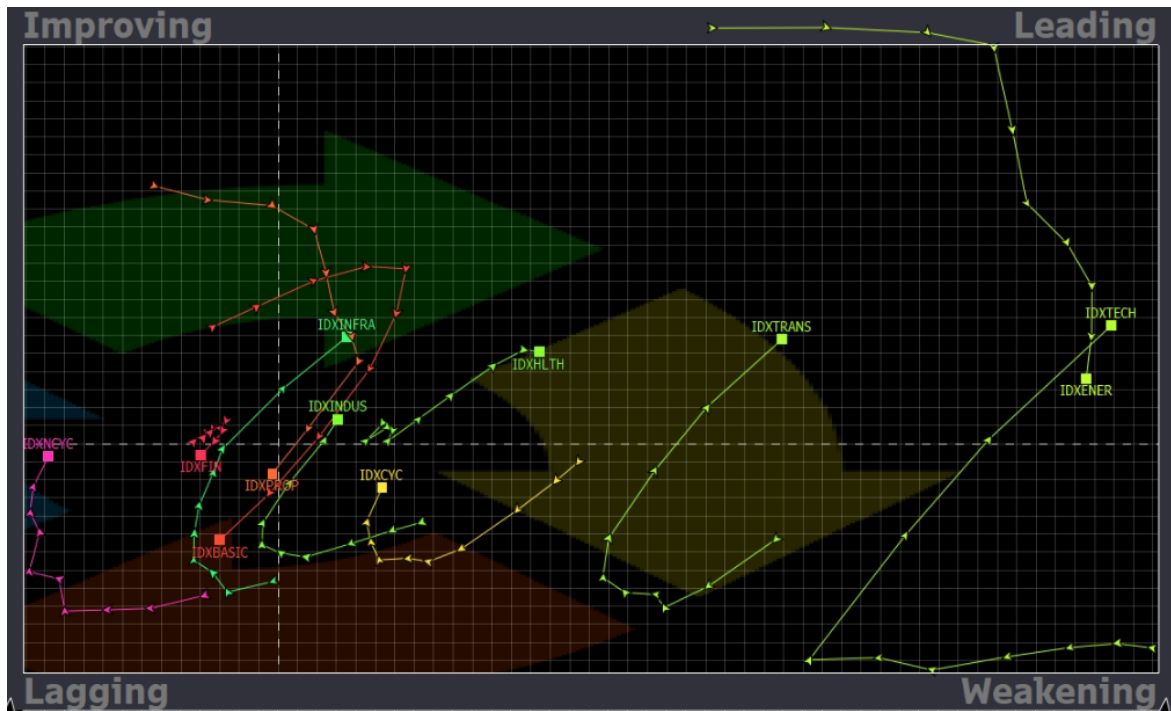 Improving
Leading
IDXINFRA
IDXTRANS
IDXTECH
IDXHLTH
IDXENER
IDXINDUS
IDXNCYC
IDXFIN
IDXPROP
IDXCYC
IDXBASIC
Lagging
Weakening